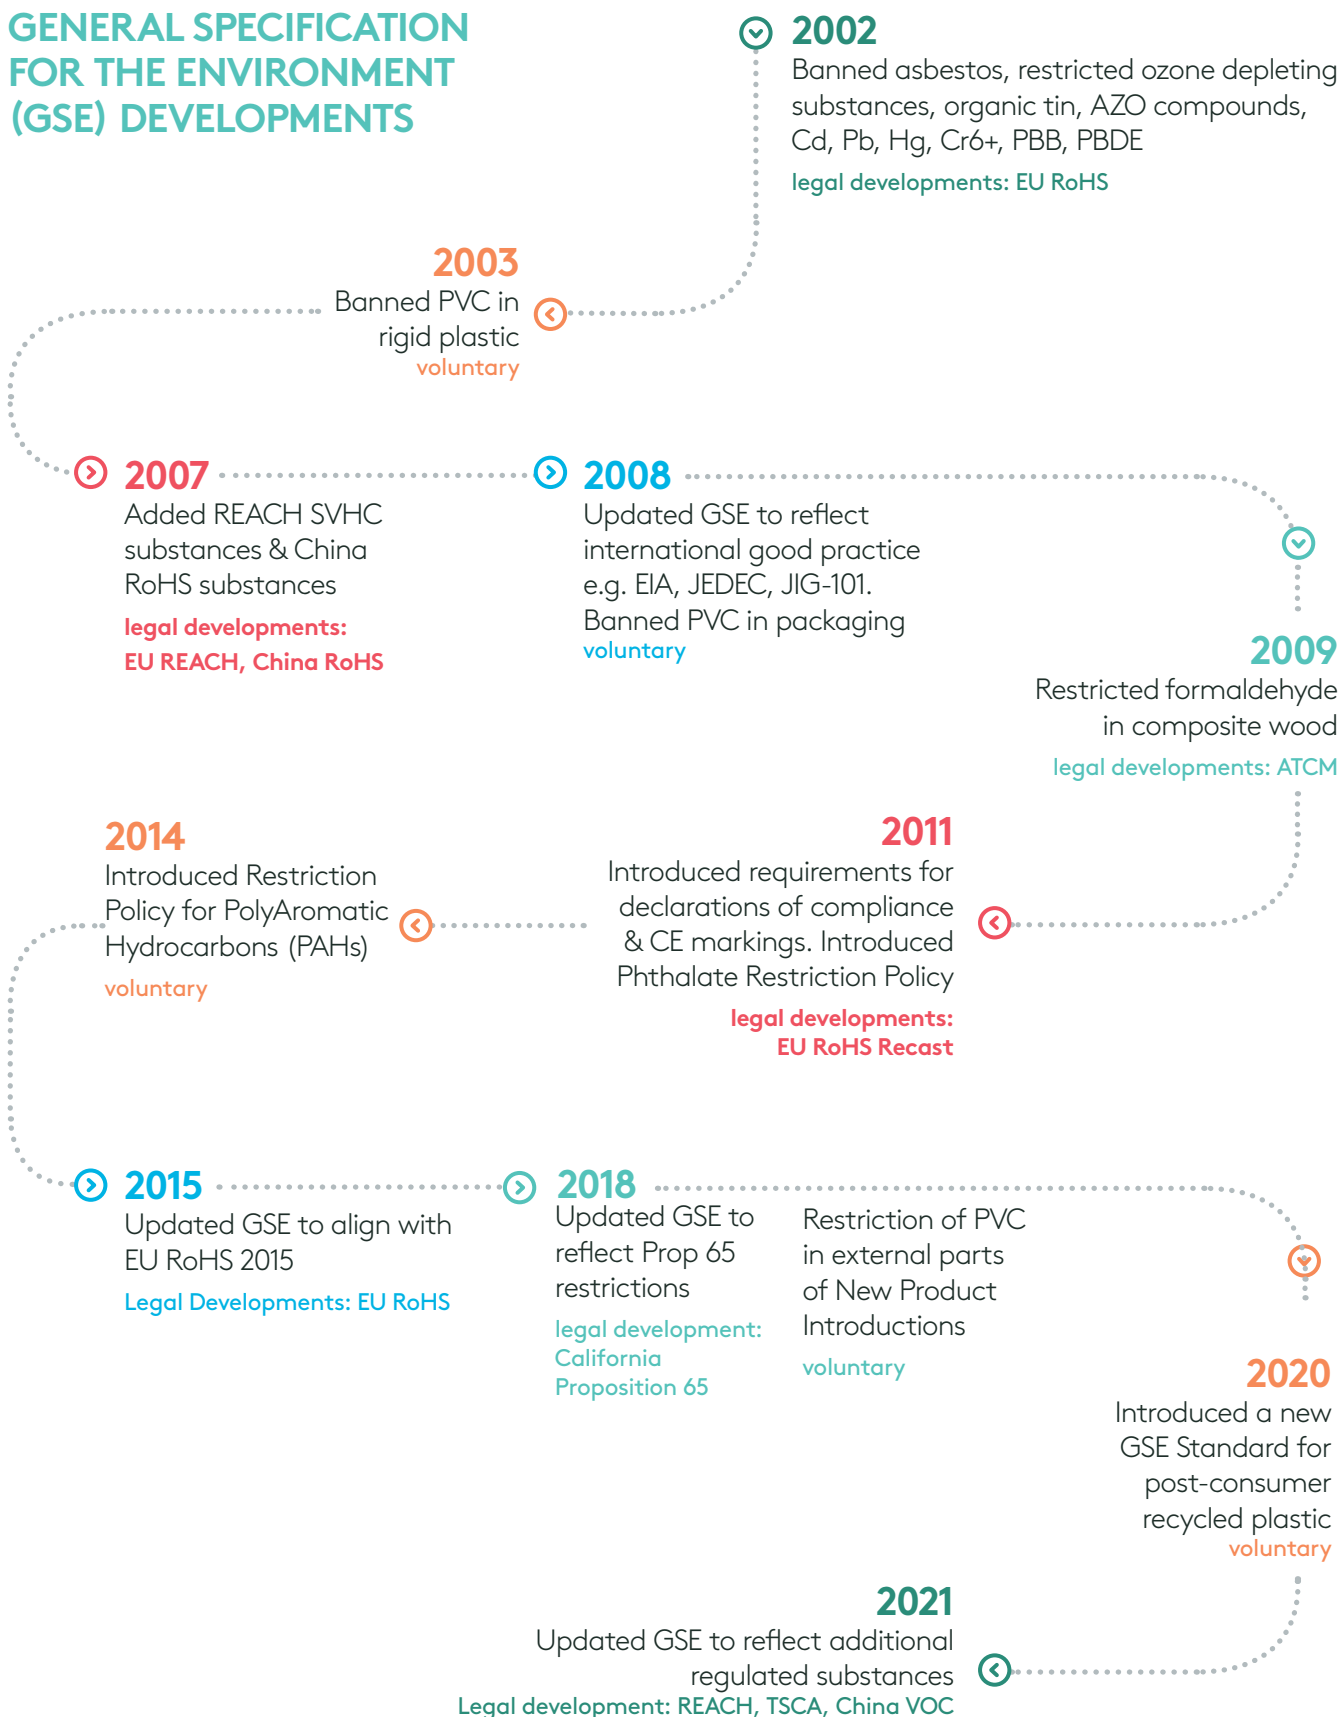 GENERAL SPECIFICATION
FOR THE ENVIRONMENT
(GSE) DEVELOPMENTS
2002
Banned asbestos, restricted ozone depleting
substances, organic tin, AZO compounds,
Cd, Pb, Hg, Cr6+, PBB, PBDE
legal developments: EU RoHS
2003
Banned PVC in
rigid plastic
voluntary
2007
Added REACH SVHC
substances & China
RoHS substances
legal developments:
EU REACH, China RoHS
2008
Updated GSE to reflect
international good practice
e.g. EIA, JEDEC, JIG-101.
Banned PVC in packaging
voluntary
2009
Restricted formaldehyde
in composite wood
legal developments: ATCM
2011
Introduced requirements for
declarations of compliance
& CE markings. Introduced
Phthalate Restriction Policy
legal developments:
EU RoHS Recast
2014
Introduced Restriction
Policy for PolyAromatic
Hydrocarbons (PAHs)
voluntary
2015
Updated GSE to align with
EU RoHS 2015
Legal Developments: EU RoHS
2018
Updated GSE to
reflect Prop 65
restrictions
legal development:
California
Proposition 65
Restriction of PVC
in external parts
of New Product
Introductions
voluntary
2020
Introduced a new
GSE Standard for
post-consumer
recycled plastic
voluntary
2021
Updated GSE to reflect additional
regulated substances
Legal development: REACH, TSCA, China VOC